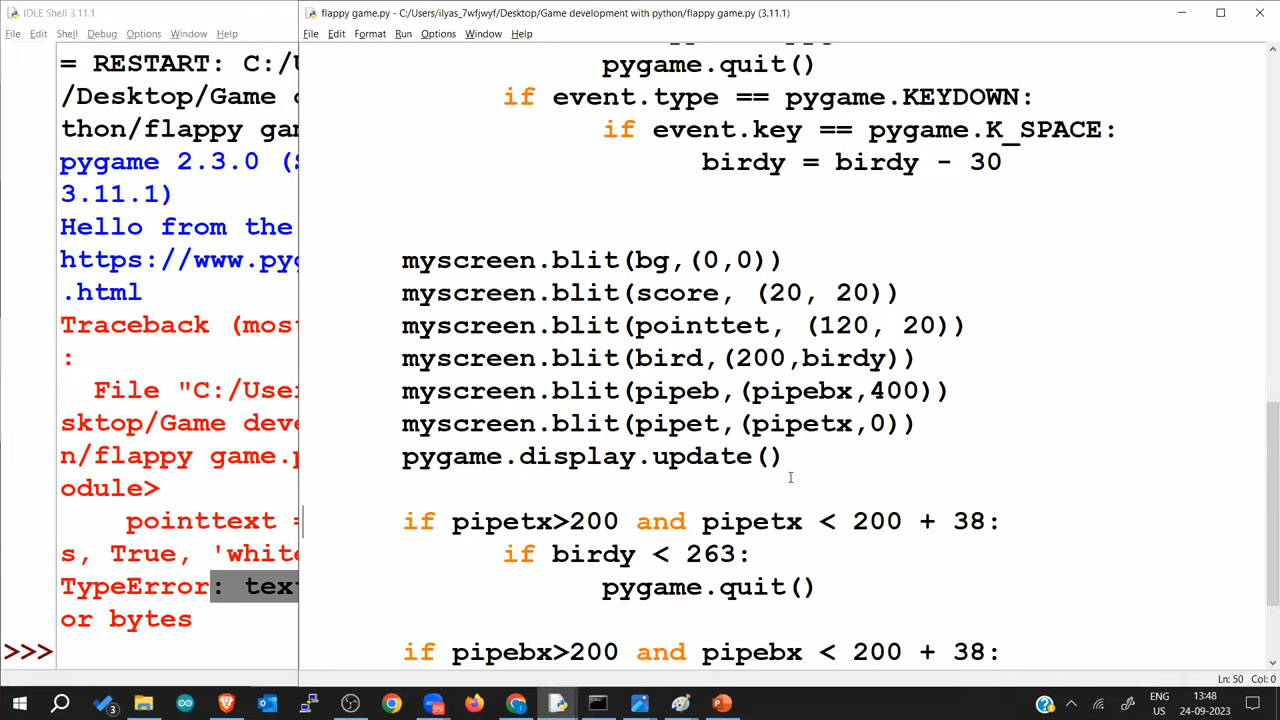 IDLE Shell 3.11.1
File Edit Shell Debug Options Window Help
= RESTART: C:/U
/Desktop/Game
thon/flappy gam
pygame 2.3.0 (
3.11.1)
Hello from the
https://www.pyg
.html
Traceback (most
:
File "C:/User
sktop/Game deve
n/flappy game.p
odule>
pointtext =
s, True, 'white
TypeError: text
or bytes
>>>
flappy game.py - C:/Users/ilyas_7wfjwyf/Desktop/Game development with python/flappy game.py (3.11.1)
File Edit Format Run Options Window Help
pygame.quit()
if event.type == pygame.KEYDOWN:
if event.key == pygame.K_SPACE:
birdy = birdy - 30
myscreen.blit(bg,(0,0))
myscreen.blit(score, (20, 20))
myscreen.blit(pointtet, (120, 20))
myscreen.blit(bird,(200,birdy))
myscreen.blit(pipeb,(pipebx,400))
myscreen.blit(pipet,(pipetx,0))
pygame.display.update()
if pipetx>200 and pipetx < 200 + 38:
if birdy < 263:
pygame.quit()
if pipebx>200 and pipebx < 200 + 38:
Ln: 50 Col: 0
3
99
ENG
US
13:48
24-09-2023